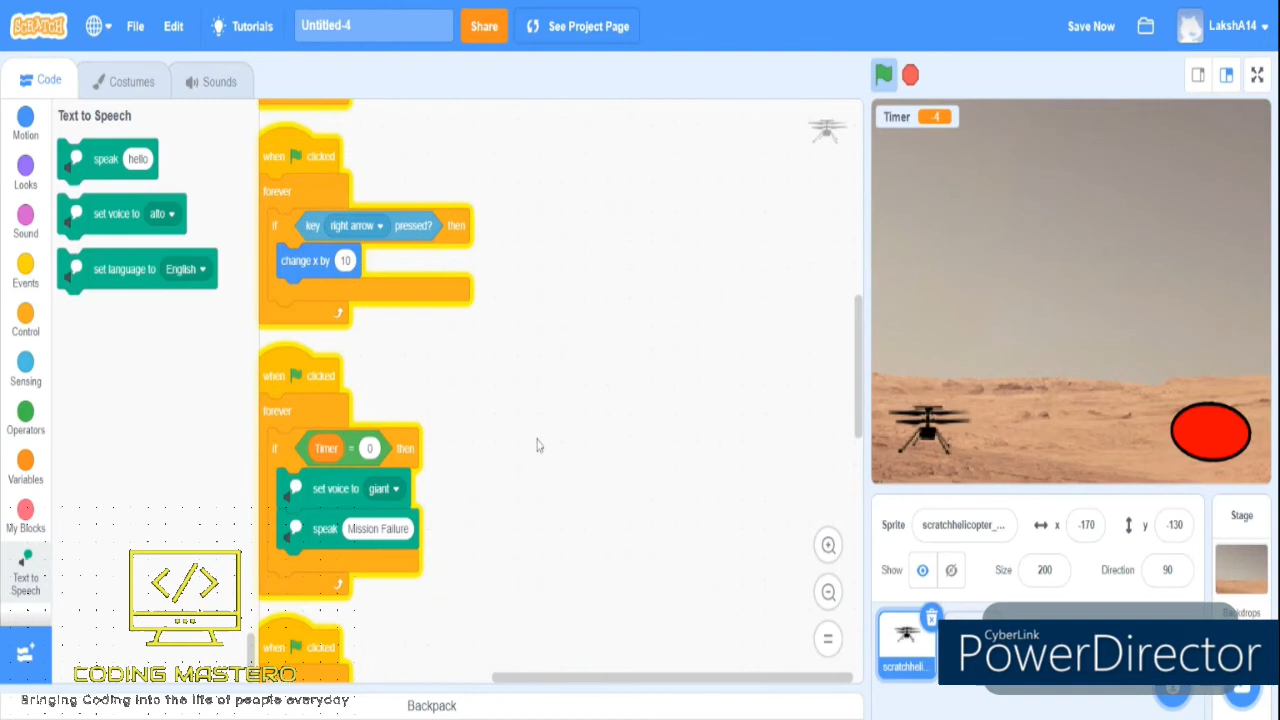 SCRATCH
File
Edit
Tutorials
Untitled-4
Share
See Project Page
Save Now
LakshA14
Code
Costumes
Sounds
Motion
Looks
Sound
Events
Control
Sensing
Operators
Variables
My Blocks
Text to
Speech
Text to Speech
speak hello
set voice to alto
set language to English
when clicked
forever
if key right arrow pressed? then
change x by 10
when clicked
forever
if Timer = 0 then
set voice to giant
speak Mission Failure
when clicked
Timer -4
Sprite scratchhelicopter_... x -170 y -130
Show Size 200 Direction 90
scratchheli...
Stage
Backdrops
Backpack
CODING MASTERO
Bringing Coding into the life of people everyday
CyberLink
PowerDirector